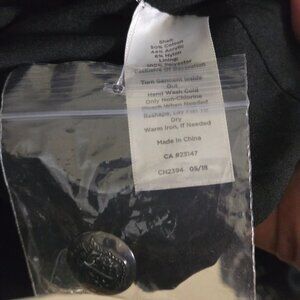 Shell:
50% Cotton
44% Acrylic
6% Nylon
Lining:
100% Polyester
Exclusive Of Decoration
Turn Garment Inside
Out
Hand Wash Cold
Only Non-Chlorine
Bleach When Needed
Reshape, Lay Flat To
Dry
Warm Iron, If Needed
Made in China
CA #23147
CH2394 05/18